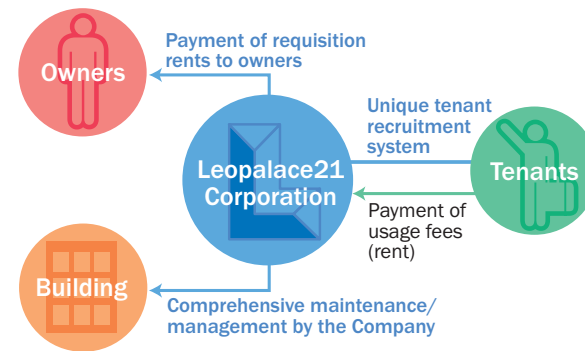 Owners
Payment of requisition
rents to owners
Unique tenant
recruitment
system
Leopalace21
Corporation
Tenants
Payment of
usage fees
(rent)
Building
Comprehensive maintenance/
management by the Company